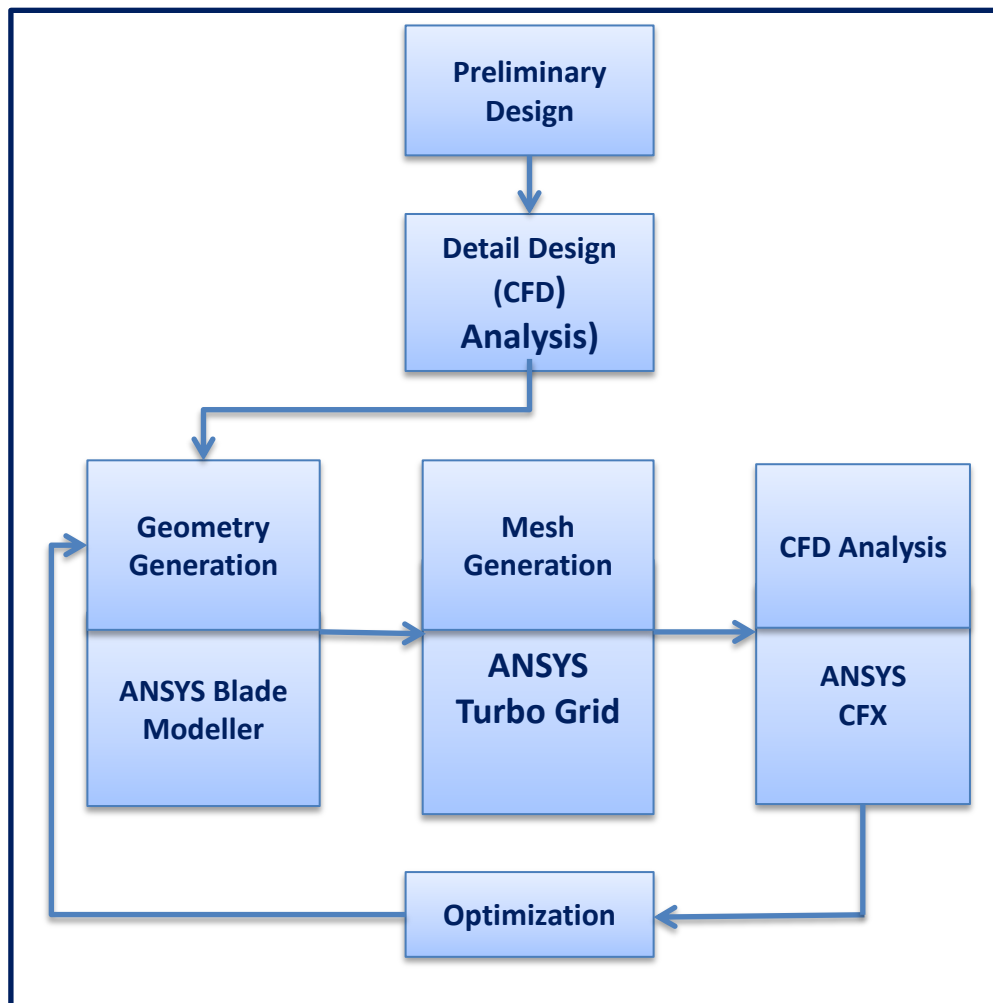 Preliminary
Design
Detail Design
(CFD)
Analysis)
Geometry
Generation
ANSYS Blade
Modeller
Mesh
Generation
ANSYS
Turbo Grid
CFD Analysis
ANSYS
CFX
Optimization